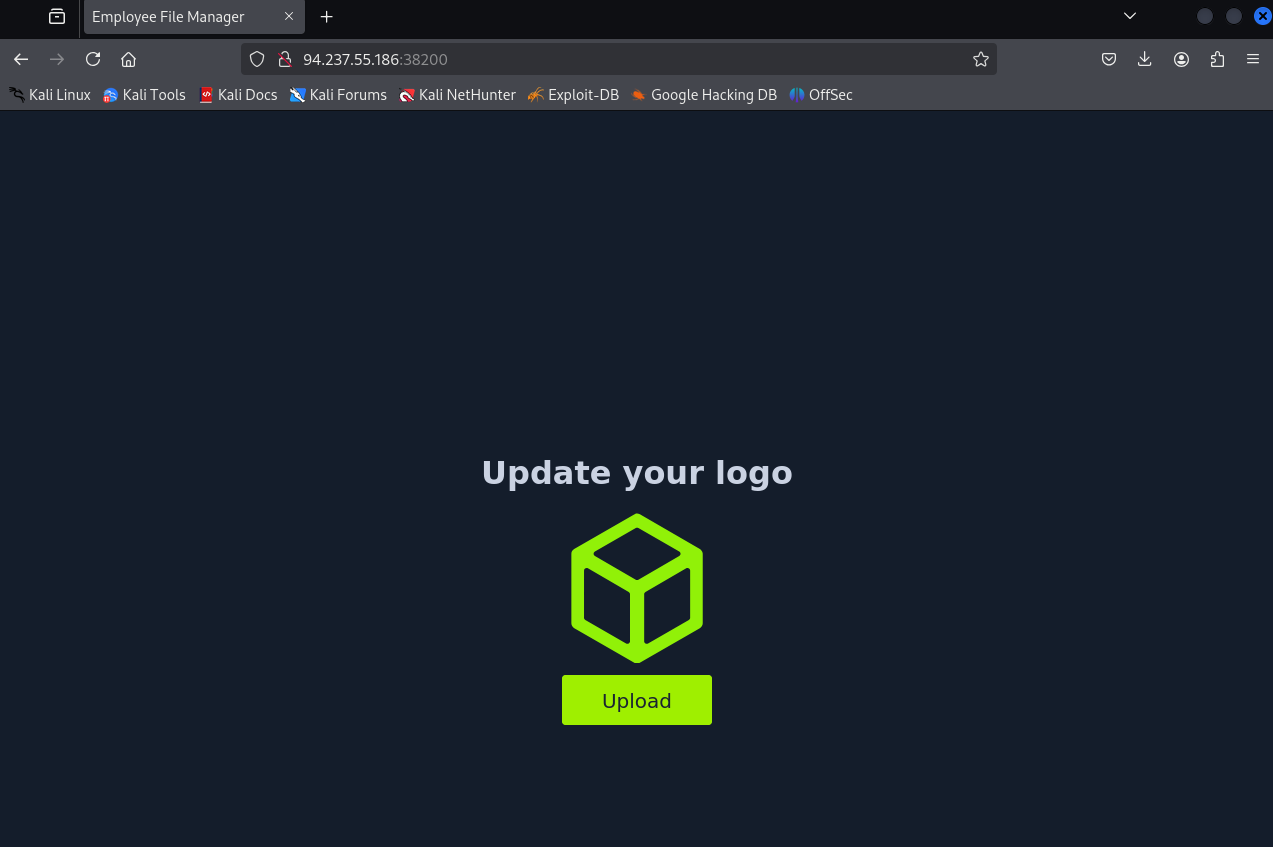 Employee File Manager
94.237.55.186:38200
Kali Linux Kali Tools Kali Docs Kali Forums Kali NetHunter Exploit-DB Google Hacking DB OffSec
Update your logo
Upload